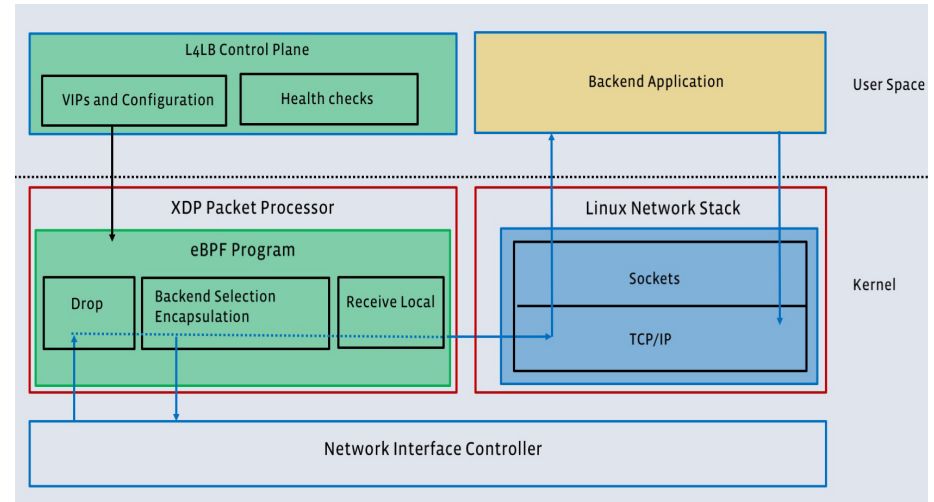 L4LB Control Plane
VIPs and Configuration
Health checks
Backend Application
User Space
XDP Packet Processor
eBPF Program
Drop
Backend Selection
Encapsulation
Receive Local
Linux Network Stack
Sockets
TCP/IP
Kernel
Network Interface Controller